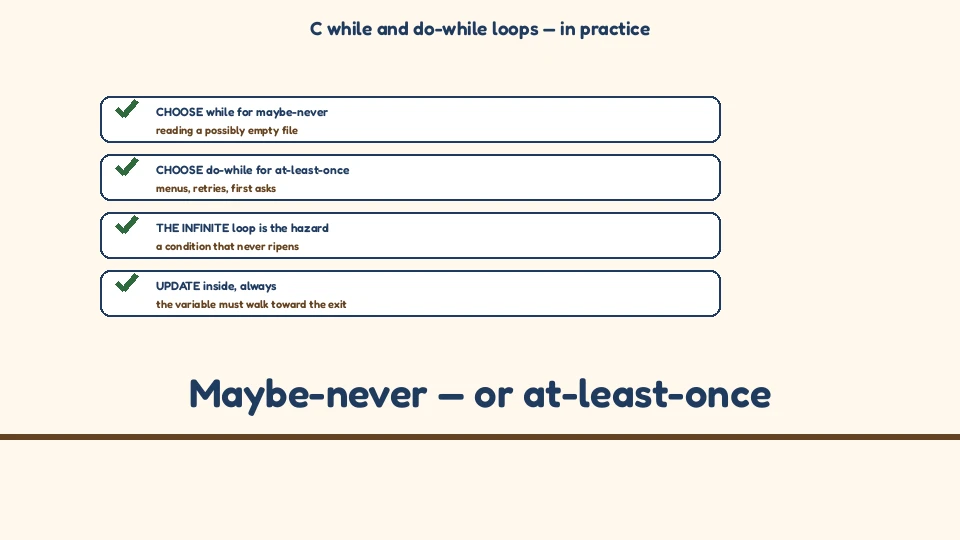 C while and do-while loops — in practice
CHOOSE while for maybe-never
reading a possibly empty file
CHOOSE do-while for at-least-once
menus, retries, first asks
THE INFINITE loop is the hazard
a condition that never ripens
UPDATE inside, always
the variable must walk toward the exit
Maybe-never — or at-least-once